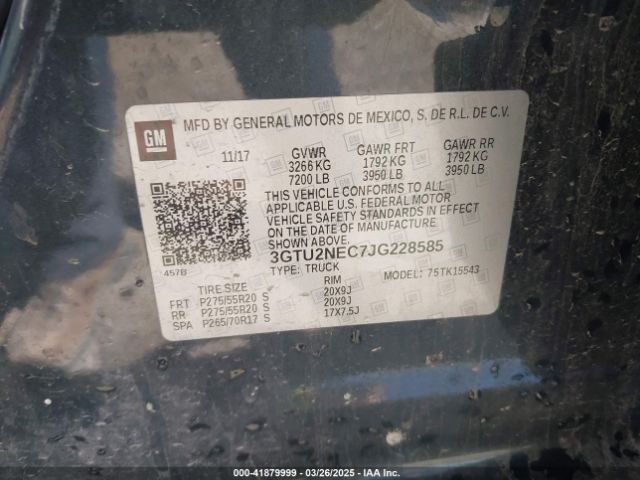 GM
MFD BY GENERAL MOTORS DE MEXICO, S. DE R.L. DE C.V.
11/17 GVWR GAWR FRT GAWR RR
3266 KG 1792 KG 1792 KG
7200 LB 3950 LB 3950 LB
THIS VEHICLE CONFORMS TO ALL
APPLICABLE U.S. FEDERAL MOTOR
VEHICLE SAFETY STANDARDS IN EFFECT
ON THE DATE OF MANUFACTURE
SHOWN ABOVE.
457B
3GTU2NEC7JG228585
TYPE: TRUCK MODEL: 75TK15543
TIRE SIZE RIM
FRT P275/55R20 S 20X9J
RR P275/55R20 S 20X9J
SPA P265/70R17 S 17X7.5J
000-41879999 | 03/26/2025 - IAA Inc.